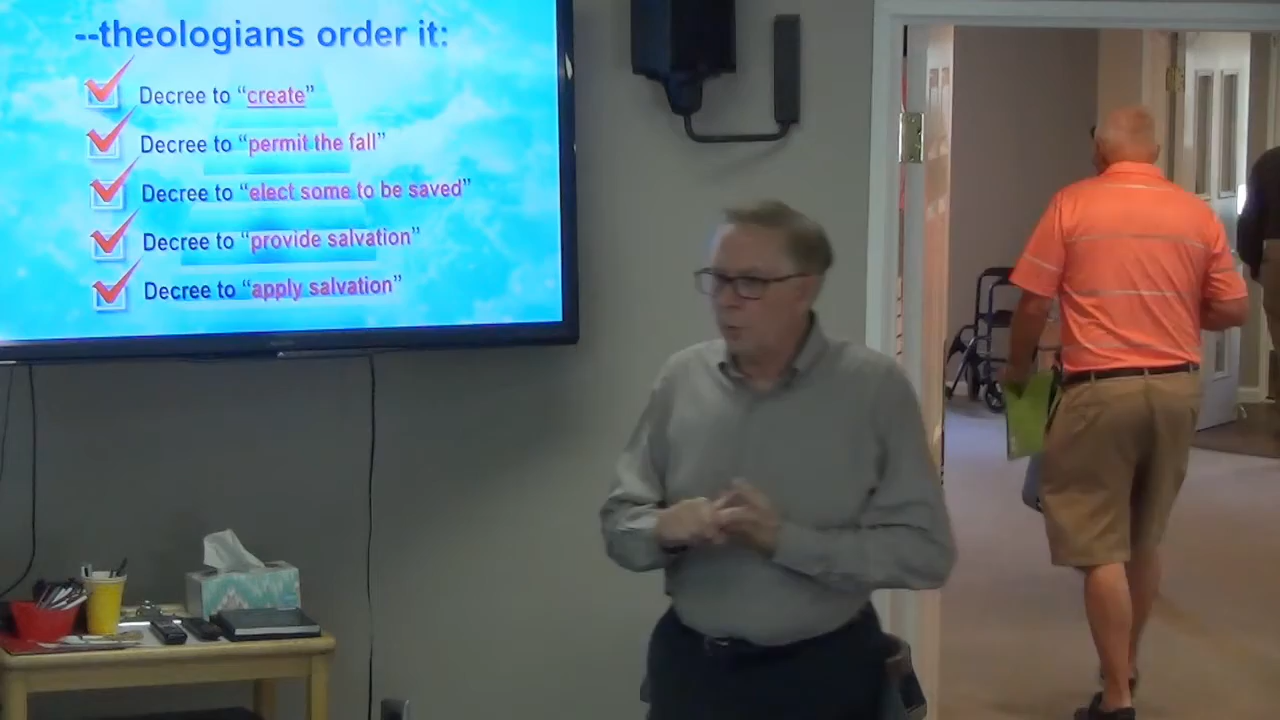 --theologians order it:
Decree to “create”
Decree to “permit the fall”
Decree to “elect some to be saved”
Decree to “provide salvation”
Decree to “apply salvation”